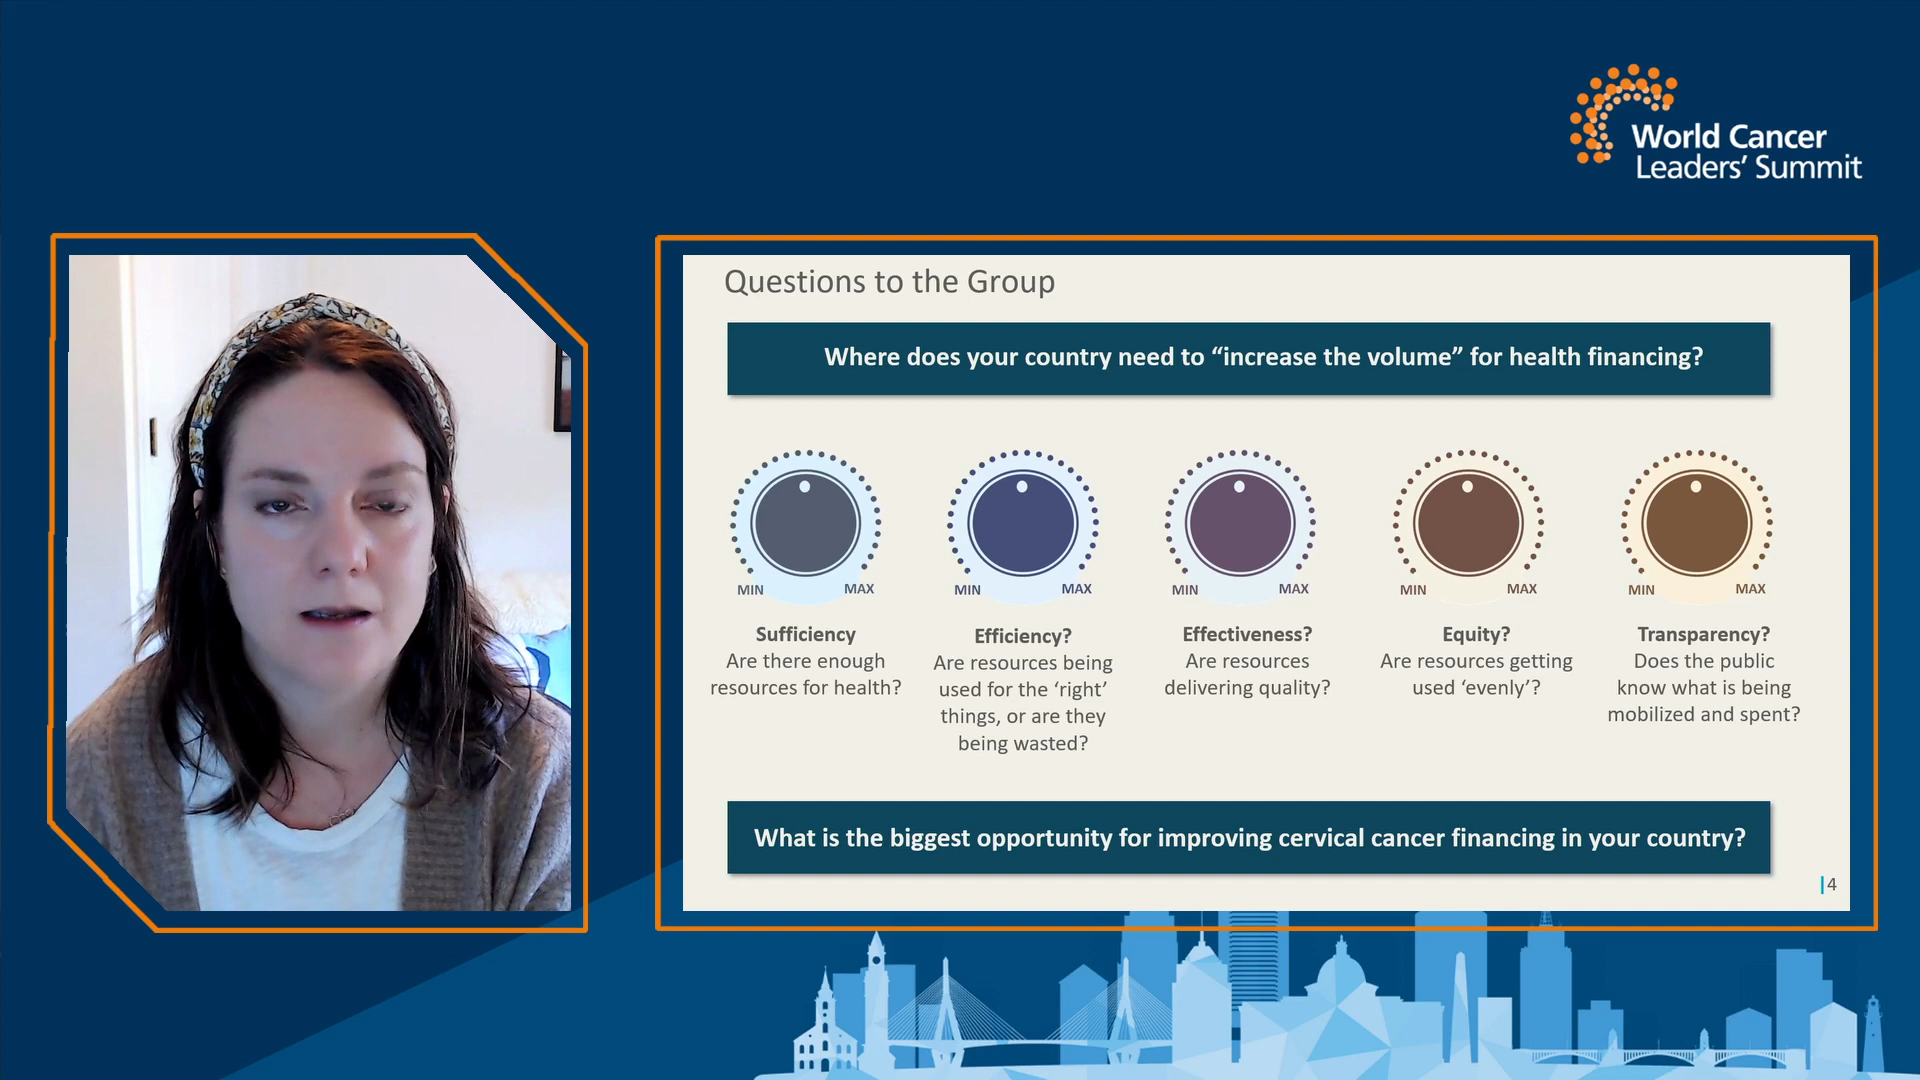 World Cancer
Leaders’ Summit
Questions to the Group
Where does your country need to “increase the volume” for health financing?
MIN MAX
MIN MAX
MIN MAX
MIN MAX
MIN MAX
Sufficiency
Are there enough
resources for health?
Efficiency?
Are resources being
used for the ‘right’
things, or are they
being wasted?
Effectiveness?
Are resources
delivering quality?
Equity?
Are resources getting
used ‘evenly’?
Transparency?
Does the public
know what is being
mobilized and spent?
What is the biggest opportunity for improving cervical cancer financing in your country?
|4